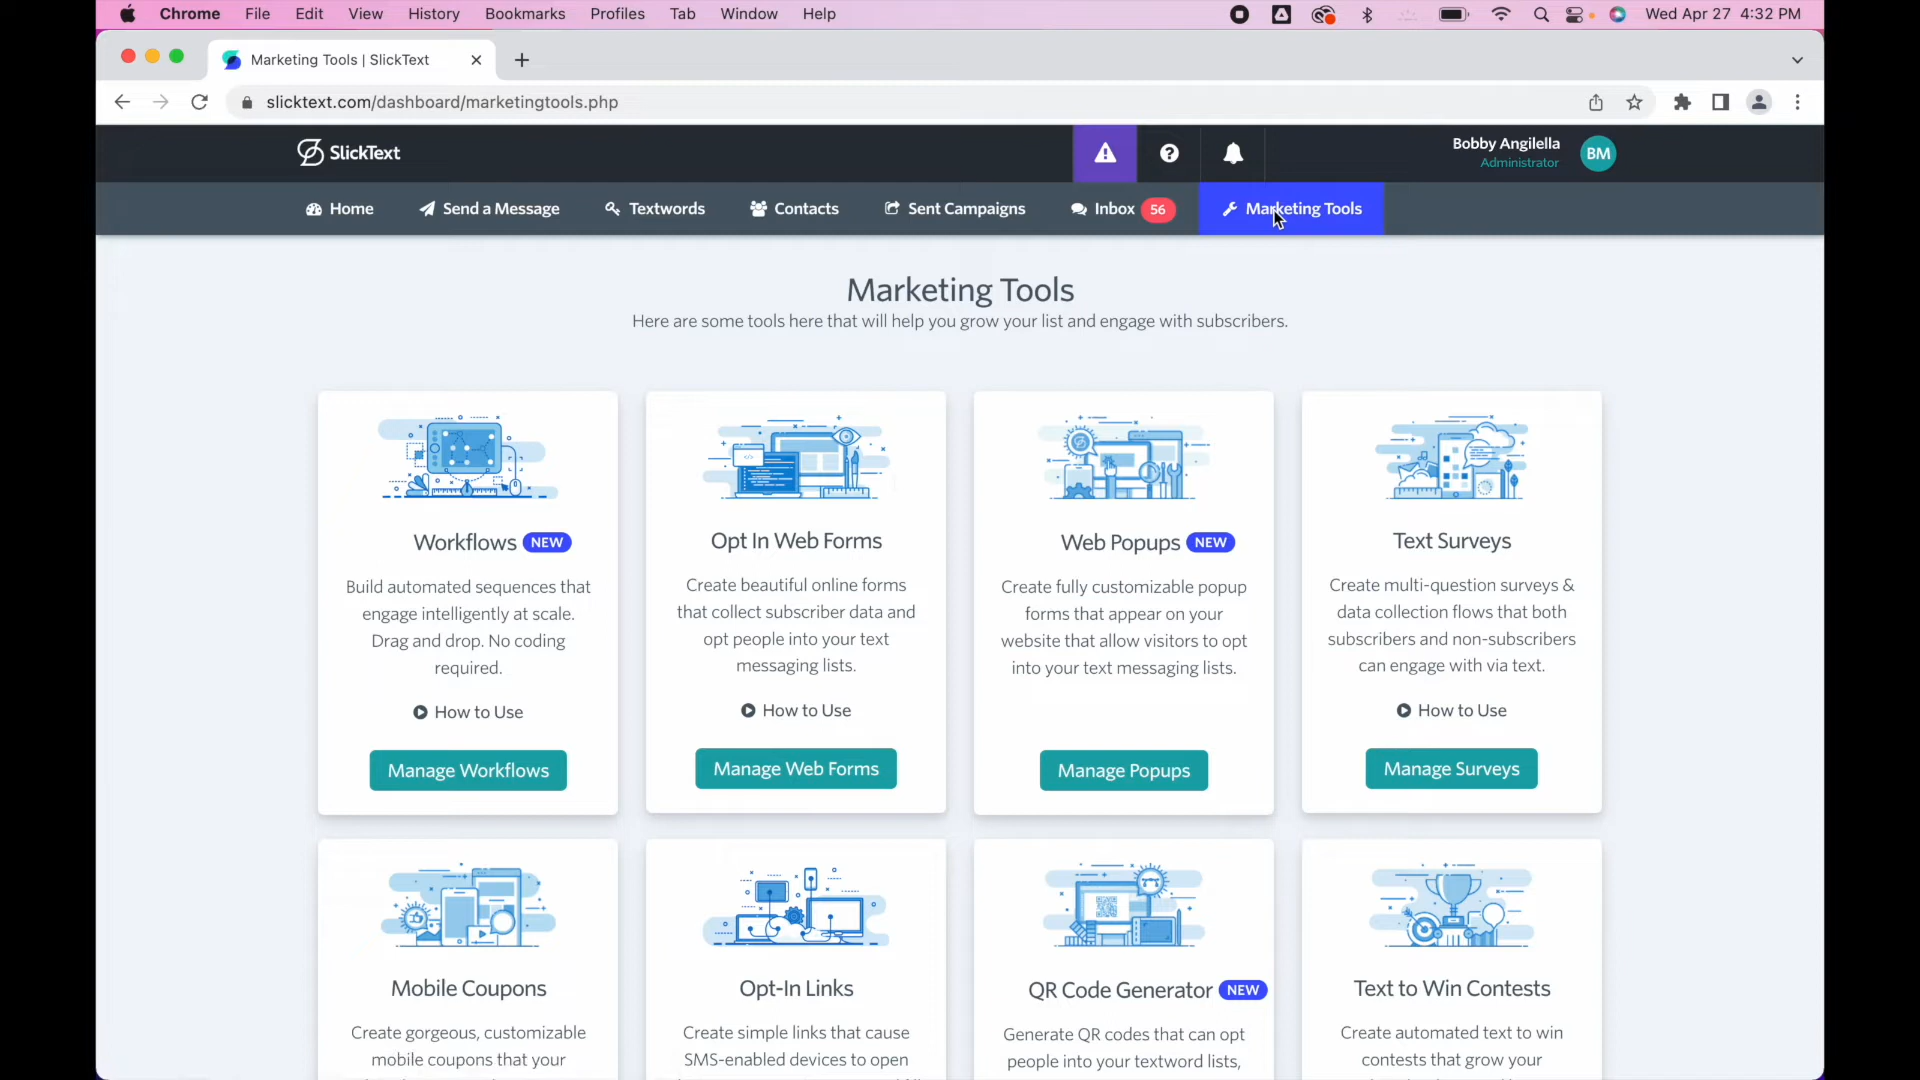 Chrome File Edit View History Bookmarks Profiles Tab Window Help Wed Apr 27 4:32 PM
Marketing Tools | SlickText
slicktext.com/dashboard/marketingtools.php
SlickText
Bobby Angilella
Administrator
BM
Home Send a Message Textwords Contacts Sent Campaigns Inbox 56 Marketing Tools
Marketing Tools
Here are some tools here that will help you grow your list and engage with subscribers.
Workflows NEW
Build automated sequences that
engage intelligently at scale.
Drag and drop. No coding
required.
How to Use
Manage Workflows
Opt In Web Forms
Create beautiful online forms
that collect subscriber data and
opt people into your text
messaging lists.
How to Use
Manage Web Forms
Web Popups NEW
Create fully customizable popup
forms that appear on your
website that allow visitors to opt
into your text messaging lists.
Manage Popups
Text Surveys
Create multi-question surveys &
data collection flows that both
subscribers and non-subscribers
can engage with via text.
How to Use
Manage Surveys
Mobile Coupons
Create gorgeous, customizable
mobile coupons that your
Opt-In Links
Create simple links that cause
SMS-enabled devices to open
QR Code Generator NEW
Generate QR codes that can opt
people into your textword lists,
Text to Win Contests
Create automated text to win
contests that grow your